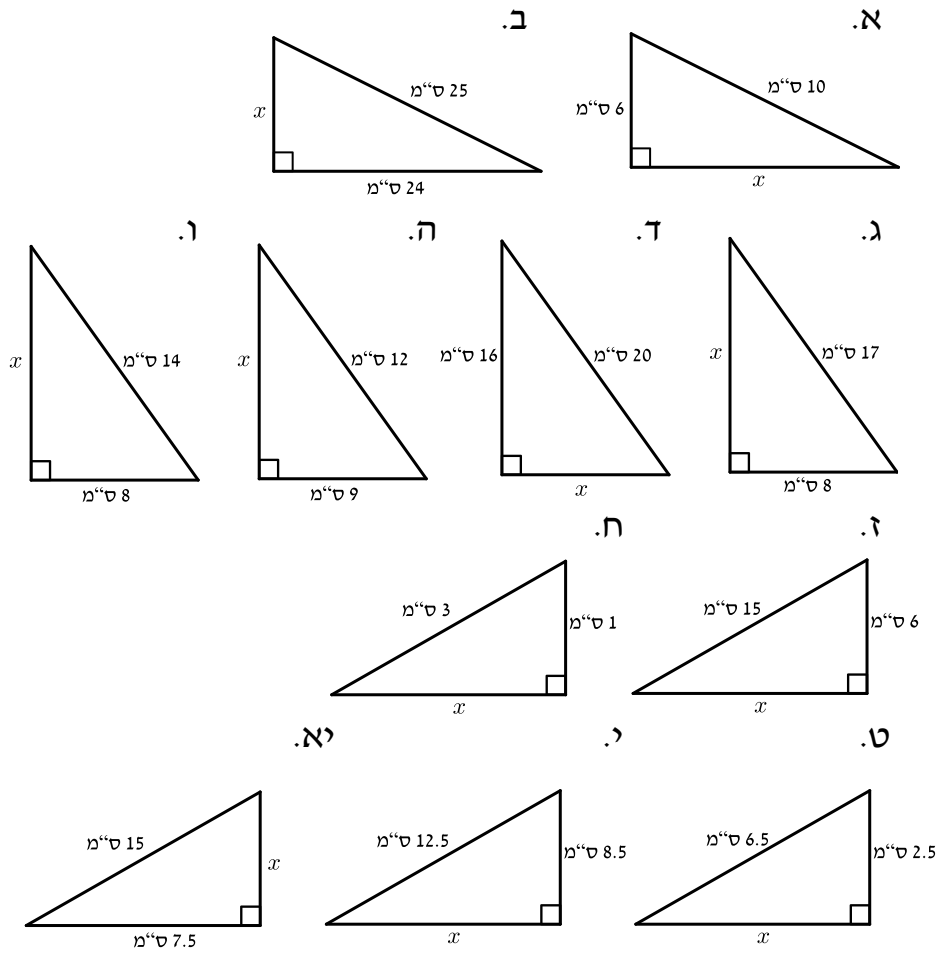 א.
10 ס“מ
6 ס“מ
x
ב.
25 ס“מ
x
24 ס“מ
ג.
17 ס“מ
x
8 ס“מ
ד.
20 ס“מ
16 ס“מ
x
ה.
12 ס“מ
x
9 ס“מ
ו.
14 ס“מ
x
8 ס“מ
ז.
15 ס“מ
6 ס“מ
x
ח.
3 ס“מ
1 ס“מ
x
ט.
6.5 ס“מ
2.5 ס“מ
x
י.
12.5 ס“מ
8.5 ס“מ
x
יא.
15 ס“מ
x
7.5 ס“מ